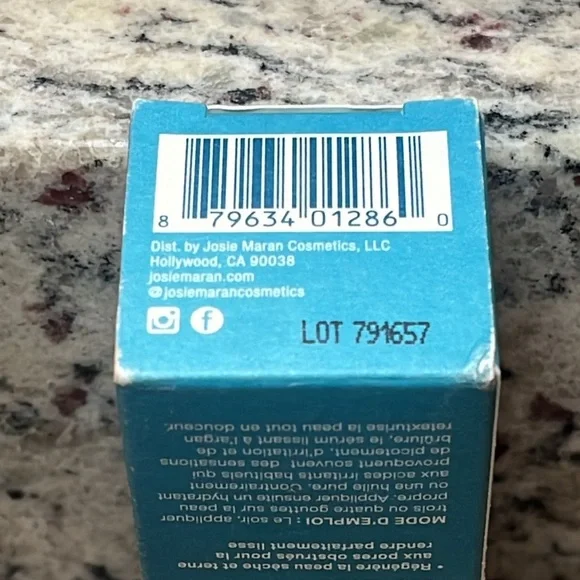 8 79634 01286 0
Dist. by Josie Maran Cosmetics, LLC
Hollywood, CA 90038
josiemaran.com
@josiemarancosmetics
LOT 791657
• Régénère la peau sèche et terne
aux pores obstrués pour la
rendre parfaitement lisse
MODE D'EMPLOI : Le soir, appliquer
trois ou quatre gouttes sur la peau
propre. Appliquer ensuite un hydratant
ou une huile pure. Contrairement
aux acides irritants habituels qui
provoquent souvent des sensations
de picotement, d'irritation et de
brûlure, le sérum lissant à l'argan
retexturise la peau tout en douceur.